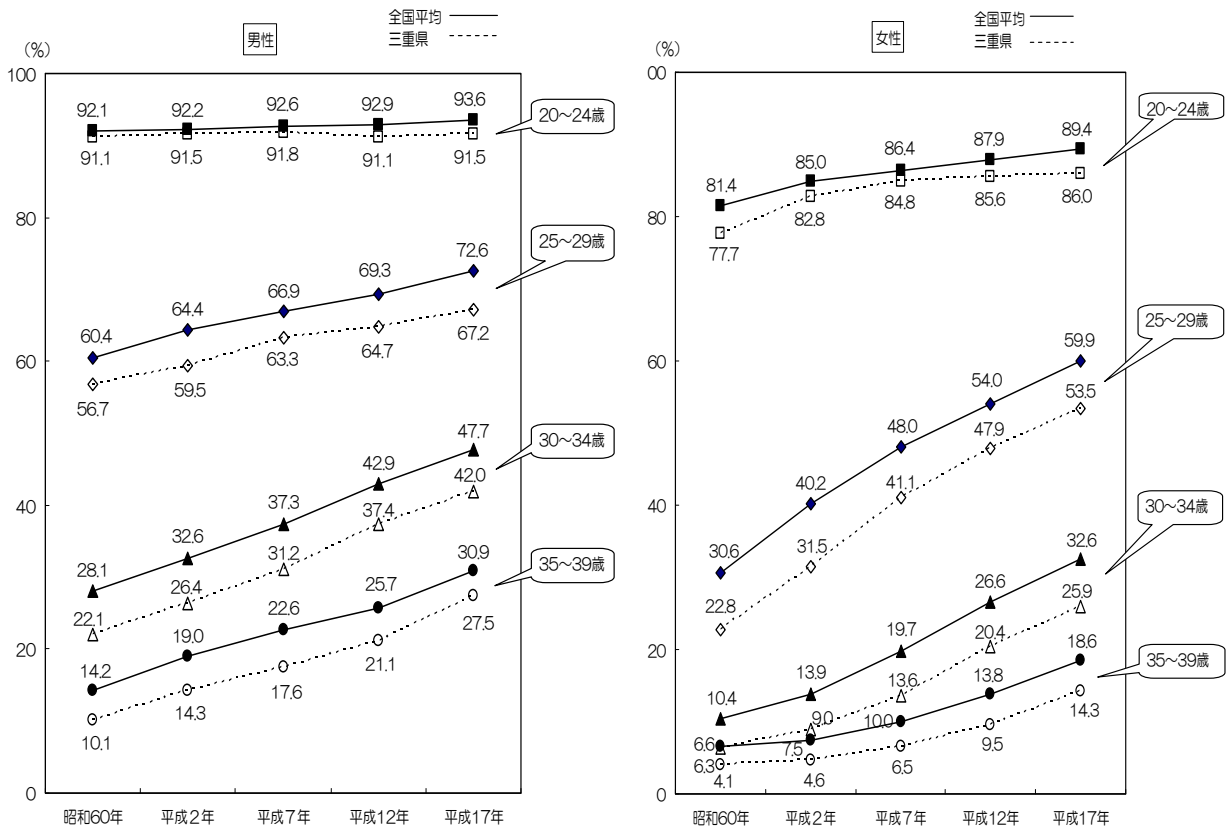 全国平均
三重県
男性
(%)
100
80
60
40
20
0
92.1 92.2 92.6 92.9 93.6
91.1 91.5 91.8 91.1 91.5
20～24歳
60.4 64.4 66.9 69.3 72.6
56.7 59.5 63.3 64.7 67.2
25～29歳
28.1 32.6 37.3 42.9 47.7
22.1 26.4 31.2 37.4 42.0
30～34歳
14.2 19.0 22.6 25.7 30.9
10.1 14.3 17.6 21.1 27.5
35～39歳
昭和60年 平成2年 平成7年 平成12年 平成17年
全国平均
三重県
女性
(%)
00
80
60
40
20
0
81.4 85.0 86.4 87.9 89.4
77.7 82.8 84.8 85.6 86.0
20～24歳
30.6 40.2 48.0 54.0 59.9
22.8 31.5 41.1 47.9 53.5
25～29歳
10.4 13.9 19.7 26.6 32.6
6.3 9.0 13.6 20.4 25.9
30～34歳
6.6 7.5 10.0 13.8 18.6
4.1 4.6 6.5 9.5 14.3
35～39歳
昭和60年 平成2年 平成7年 平成12年 平成17年